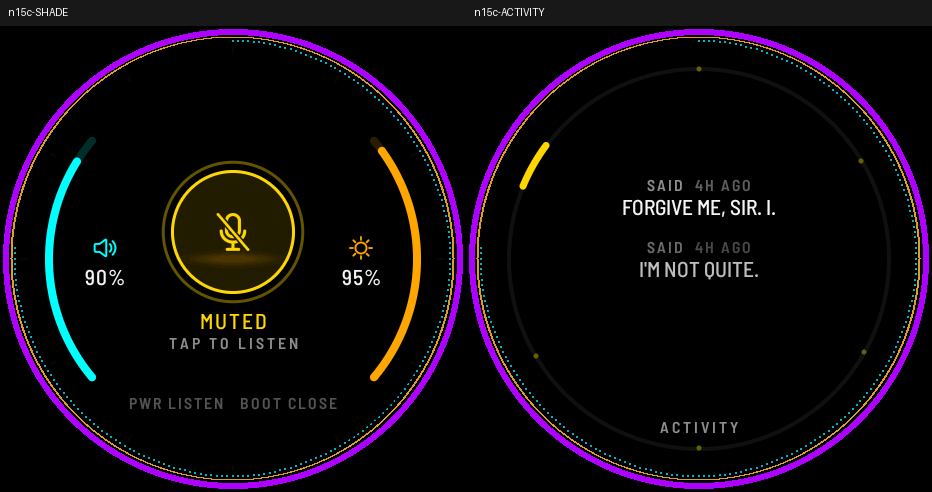 n15c-SHADE
90%
95%
MUTED
TAP TO LISTEN
PWR LISTEN BOOT CLOSE
n15c-ACTIVITY
SAID 4H AGO
FORGIVE ME, SIR. I.
SAID 4H AGO
I'M NOT QUITE.
ACTIVITY